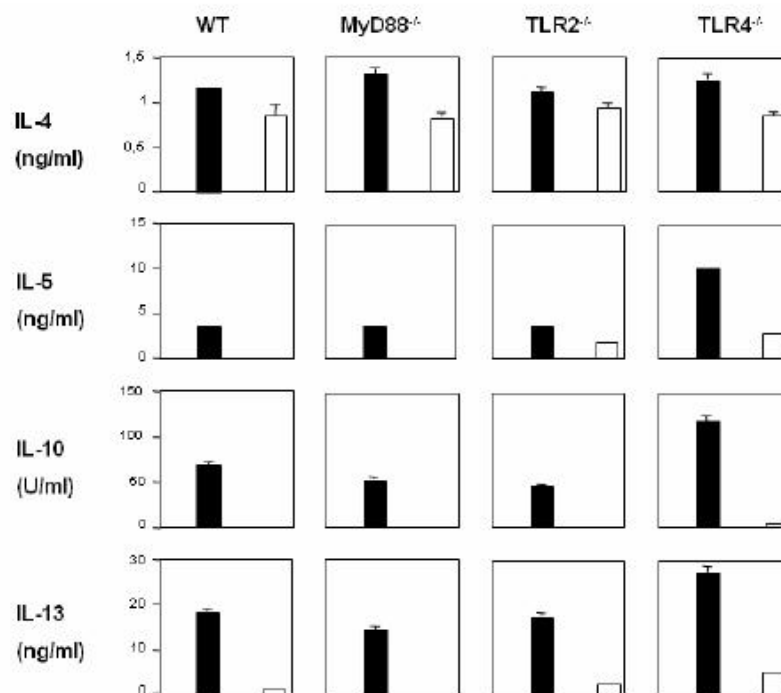 WT MyD88-/- TLR2-/- TLR4-/-
1,5
IL-4 1
(ng/ml) 0,5
0
15
IL-5 10
(ng/ml) 5
0
150
IL-10 100
(U/ml) 50
0
30
IL-13 20
(ng/ml) 10
0